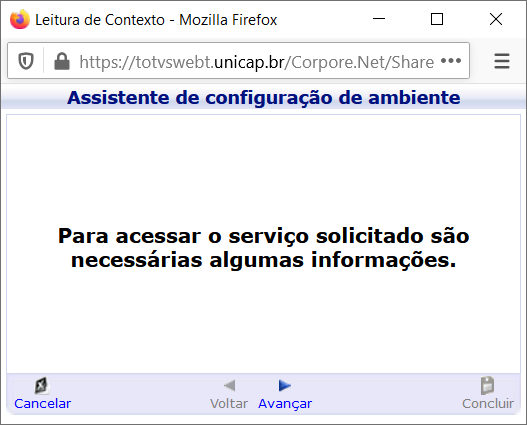 Leitura de Contexto - Mozilla Firefox
https://totvswebt.unicap.br/Corpore.Net/Share
Assistente de configuração de ambiente
Para acessar o serviço solicitado são
necessárias algumas informações.
Cancelar
Voltar
Avançar
Concluir